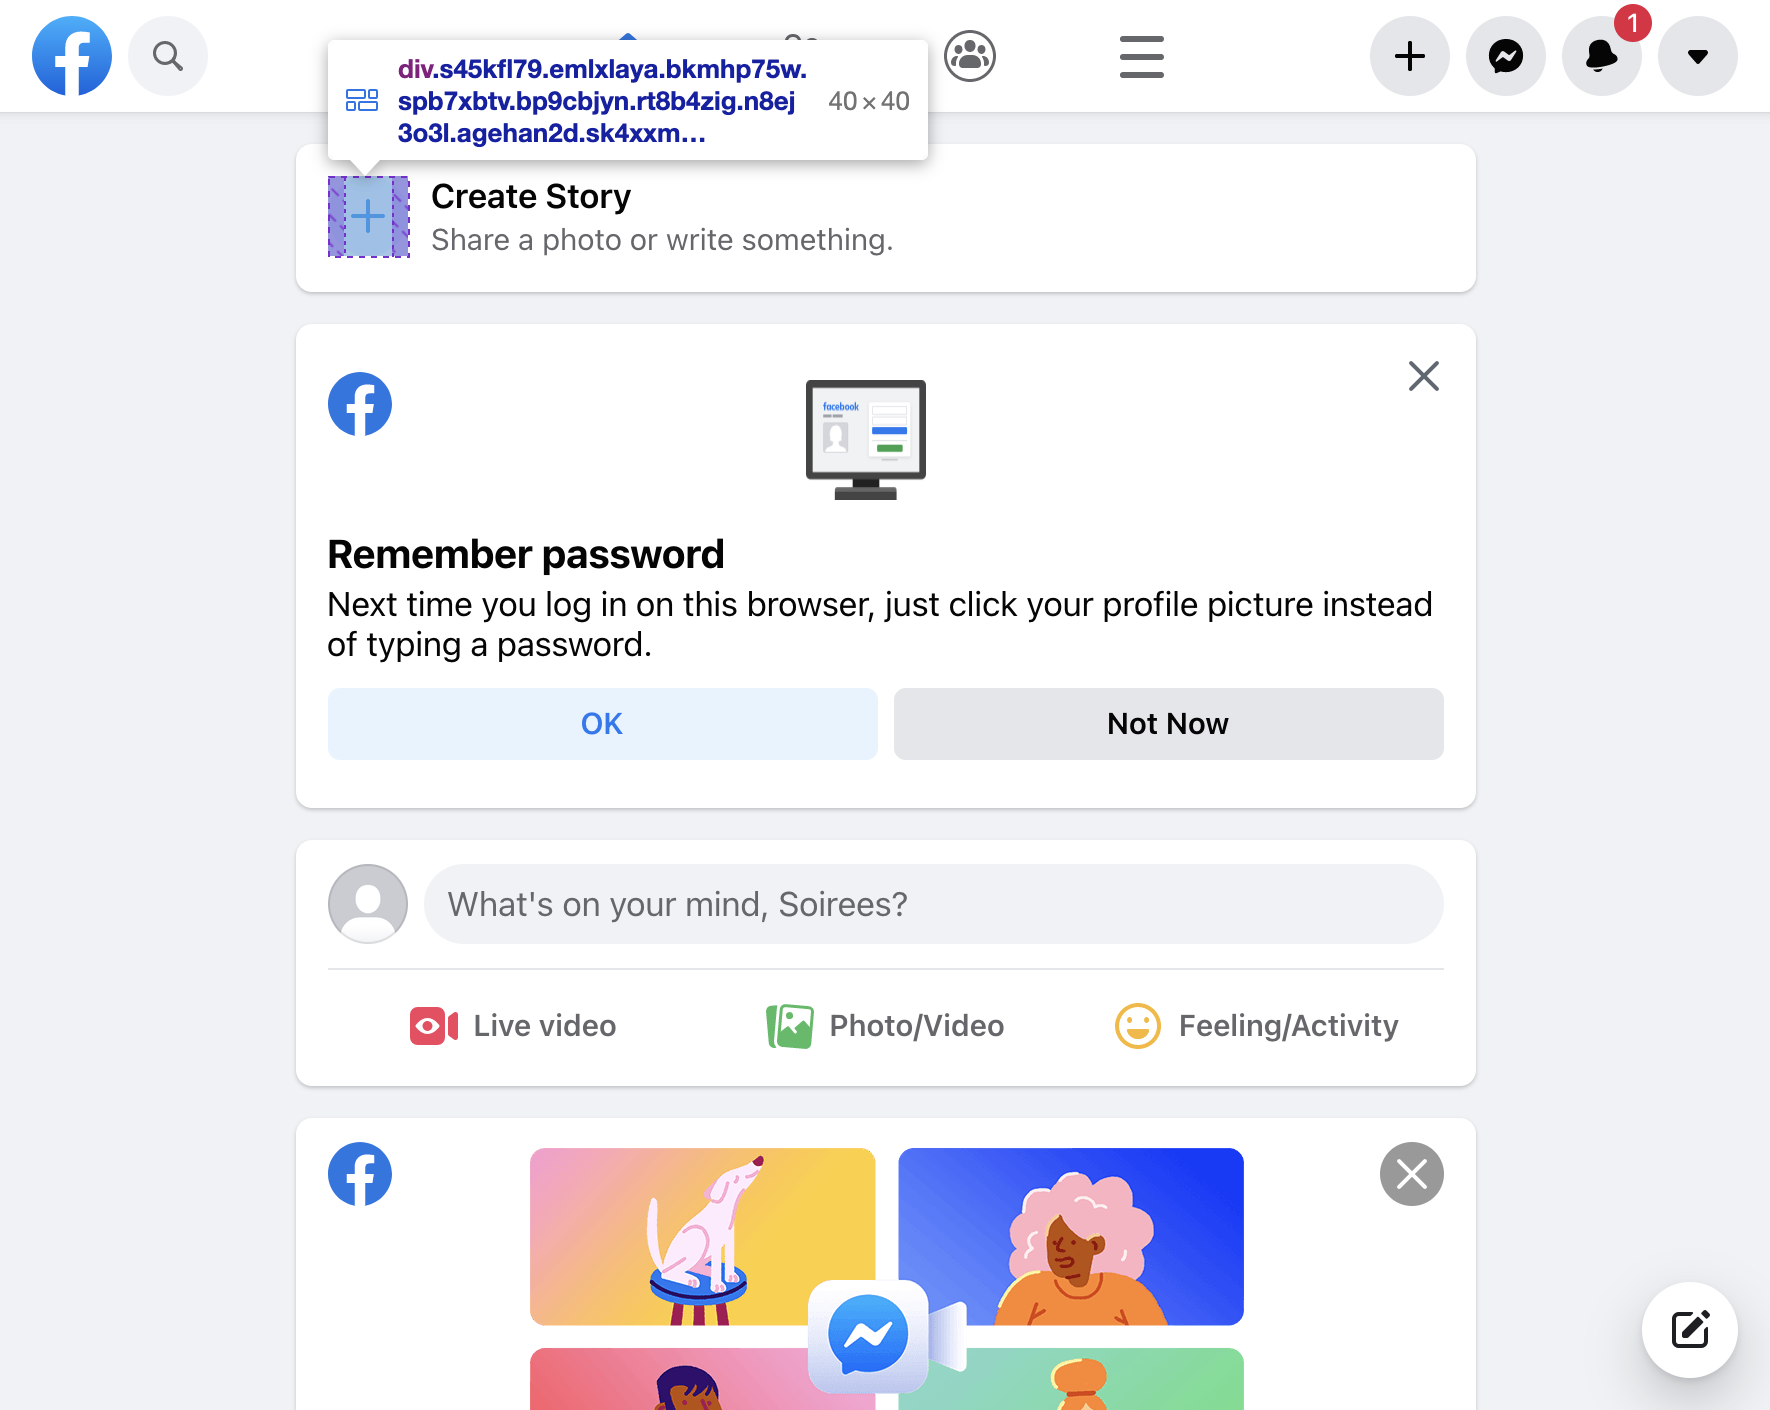 1
div.s45kfl79.emlxlaya.bkmhp75w.
spb7xbtv.bp9cbjyn.rt8b4zig.n8ej
3o3l.agehan2d.sk4xxm...
40×40
Create Story
Share a photo or write something.
facebook
Remember password
Next time you log in on this browser, just click your profile picture instead
of typing a password.
OK
Not Now
What's on your mind, Soirees?
Live video
Photo/Video
Feeling/Activity